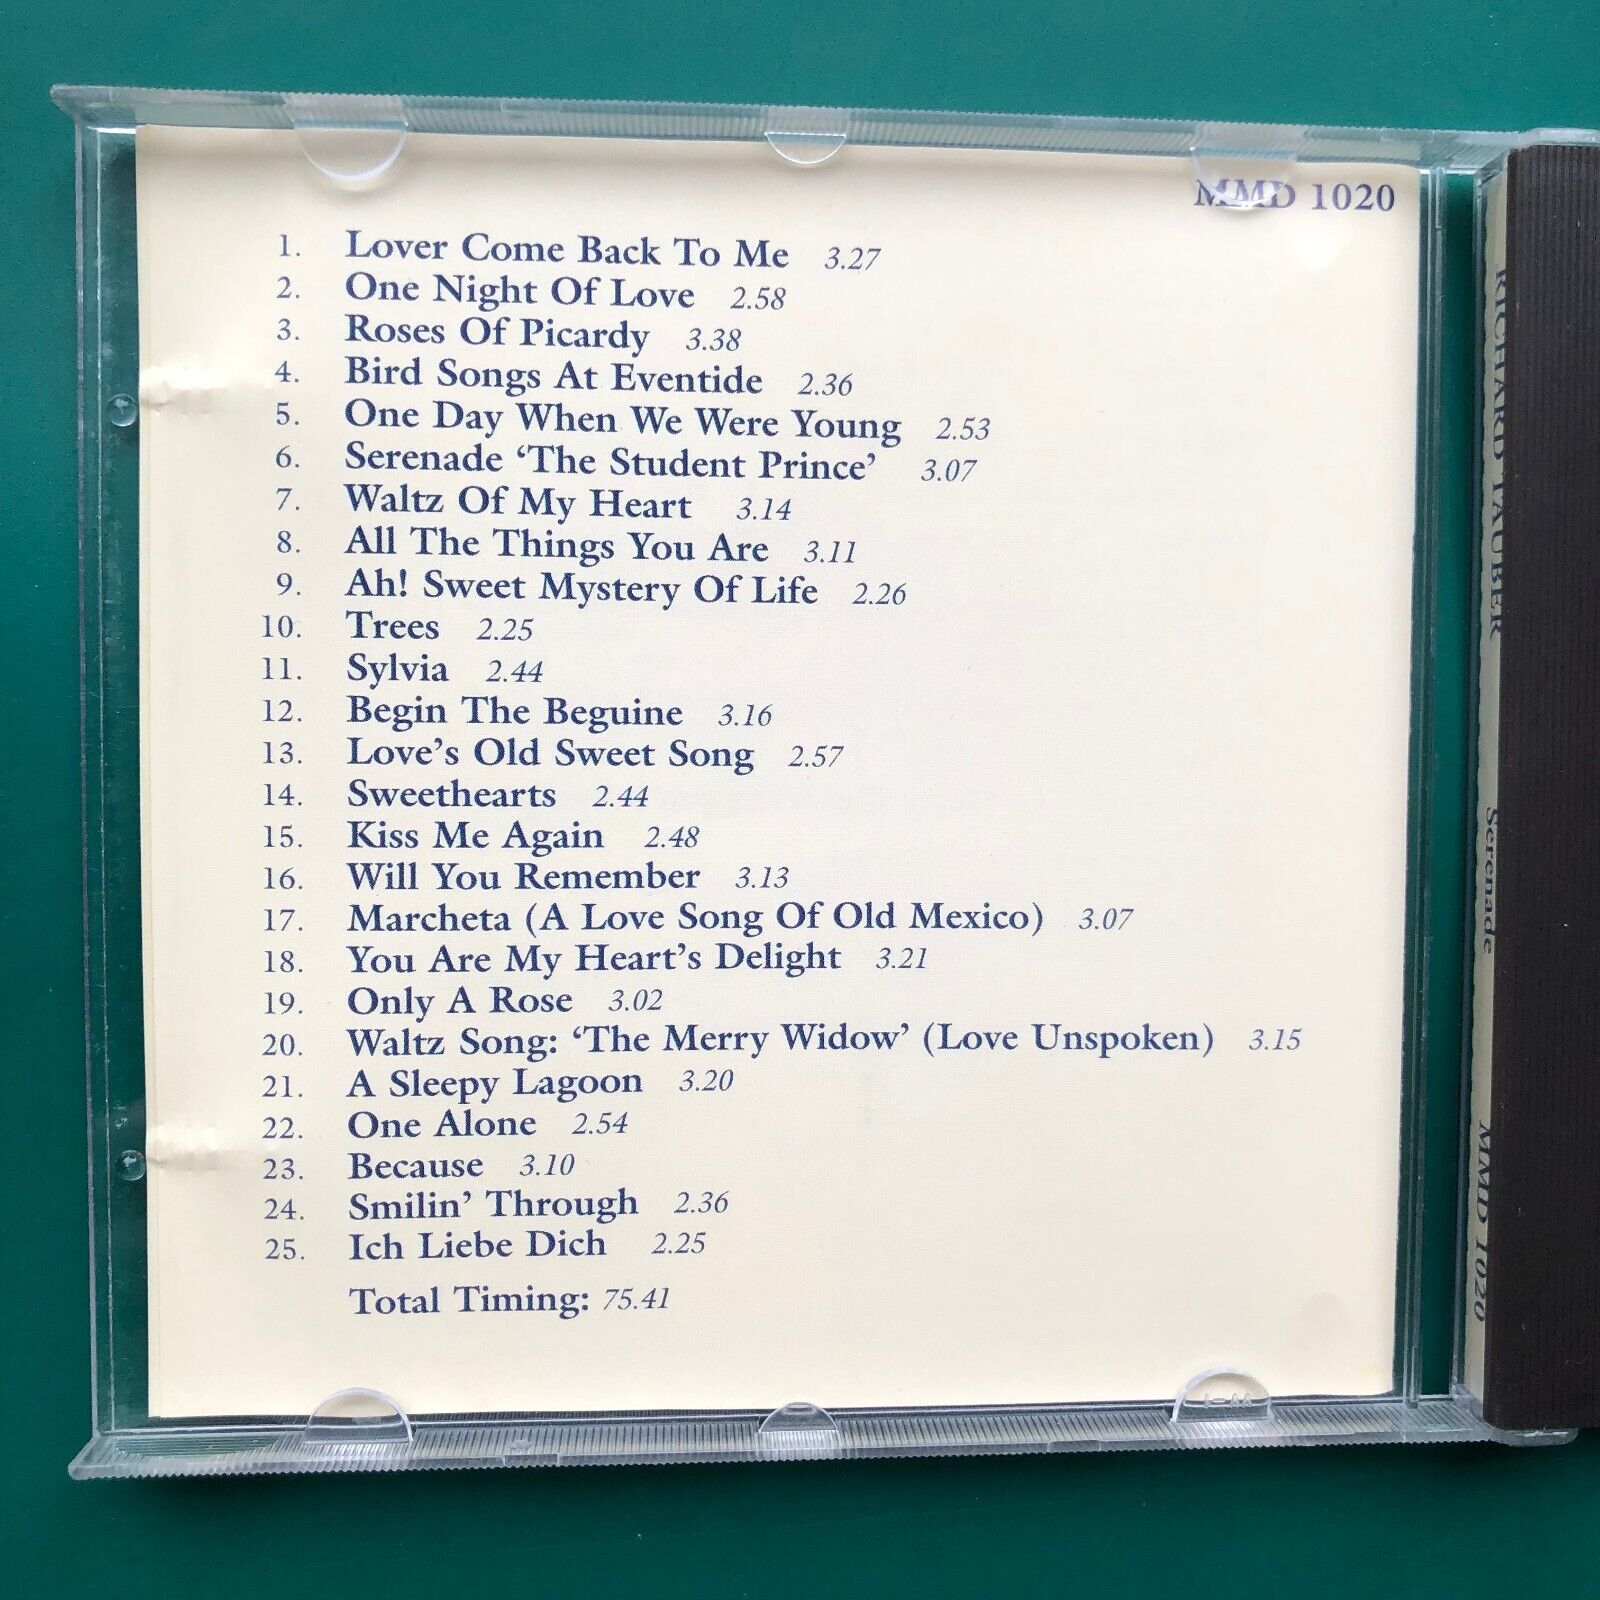 MMD 1020
1. Lover Come Back To Me 3.27
2. One Night Of Love 2.58
3. Roses Of Picardy 3.38
4. Bird Songs At Eventide 2.36
5. One Day When We Were Young 2.53
6. Serenade ‘The Student Prince’ 3.07
7. Waltz Of My Heart 3.14
8. All The Things You Are 3.11
9. Ah! Sweet Mystery Of Life 2.26
10. Trees 2.25
11. Sylvia 2.44
12. Begin The Beguine 3.16
13. Love’s Old Sweet Song 2.57
14. Sweethearts 2.44
15. Kiss Me Again 2.48
16. Will You Remember 3.13
17. Marcheta (A Love Song Of Old Mexico) 3.07
18. You Are My Heart’s Delight 3.21
19. Only A Rose 3.02
20. Waltz Song: ‘The Merry Widow’ (Love Unspoken) 3.15
21. A Sleepy Lagoon 3.20
22. One Alone 2.54
23. Because 3.10
24. Smilin’ Through 2.36
25. Ich Liebe Dich 2.25
Total Timing: 75.41
RICHARD TAUBER Serenade MMD 1020